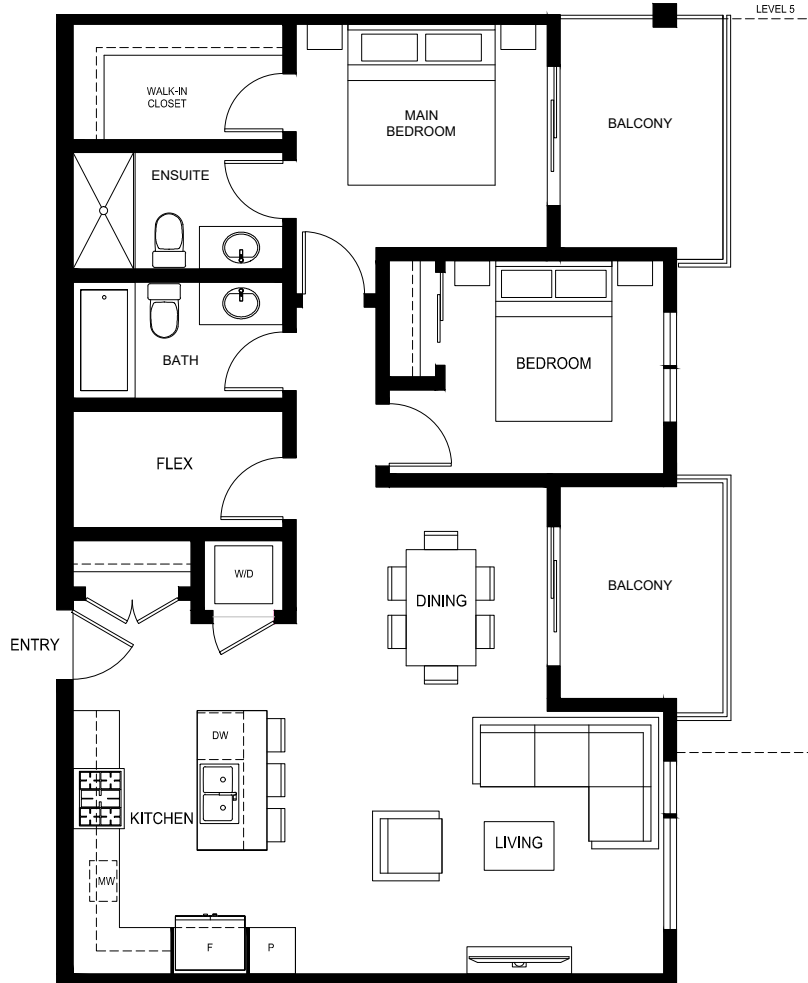 LEVEL 5
WALK-IN
CLOSET
MAIN
BEDROOM
BALCONY
ENSUITE
BATH
BEDROOM
FLEX
W/D
DINING
BALCONY
ENTRY
DW
KITCHEN
LIVING
MW
F
P